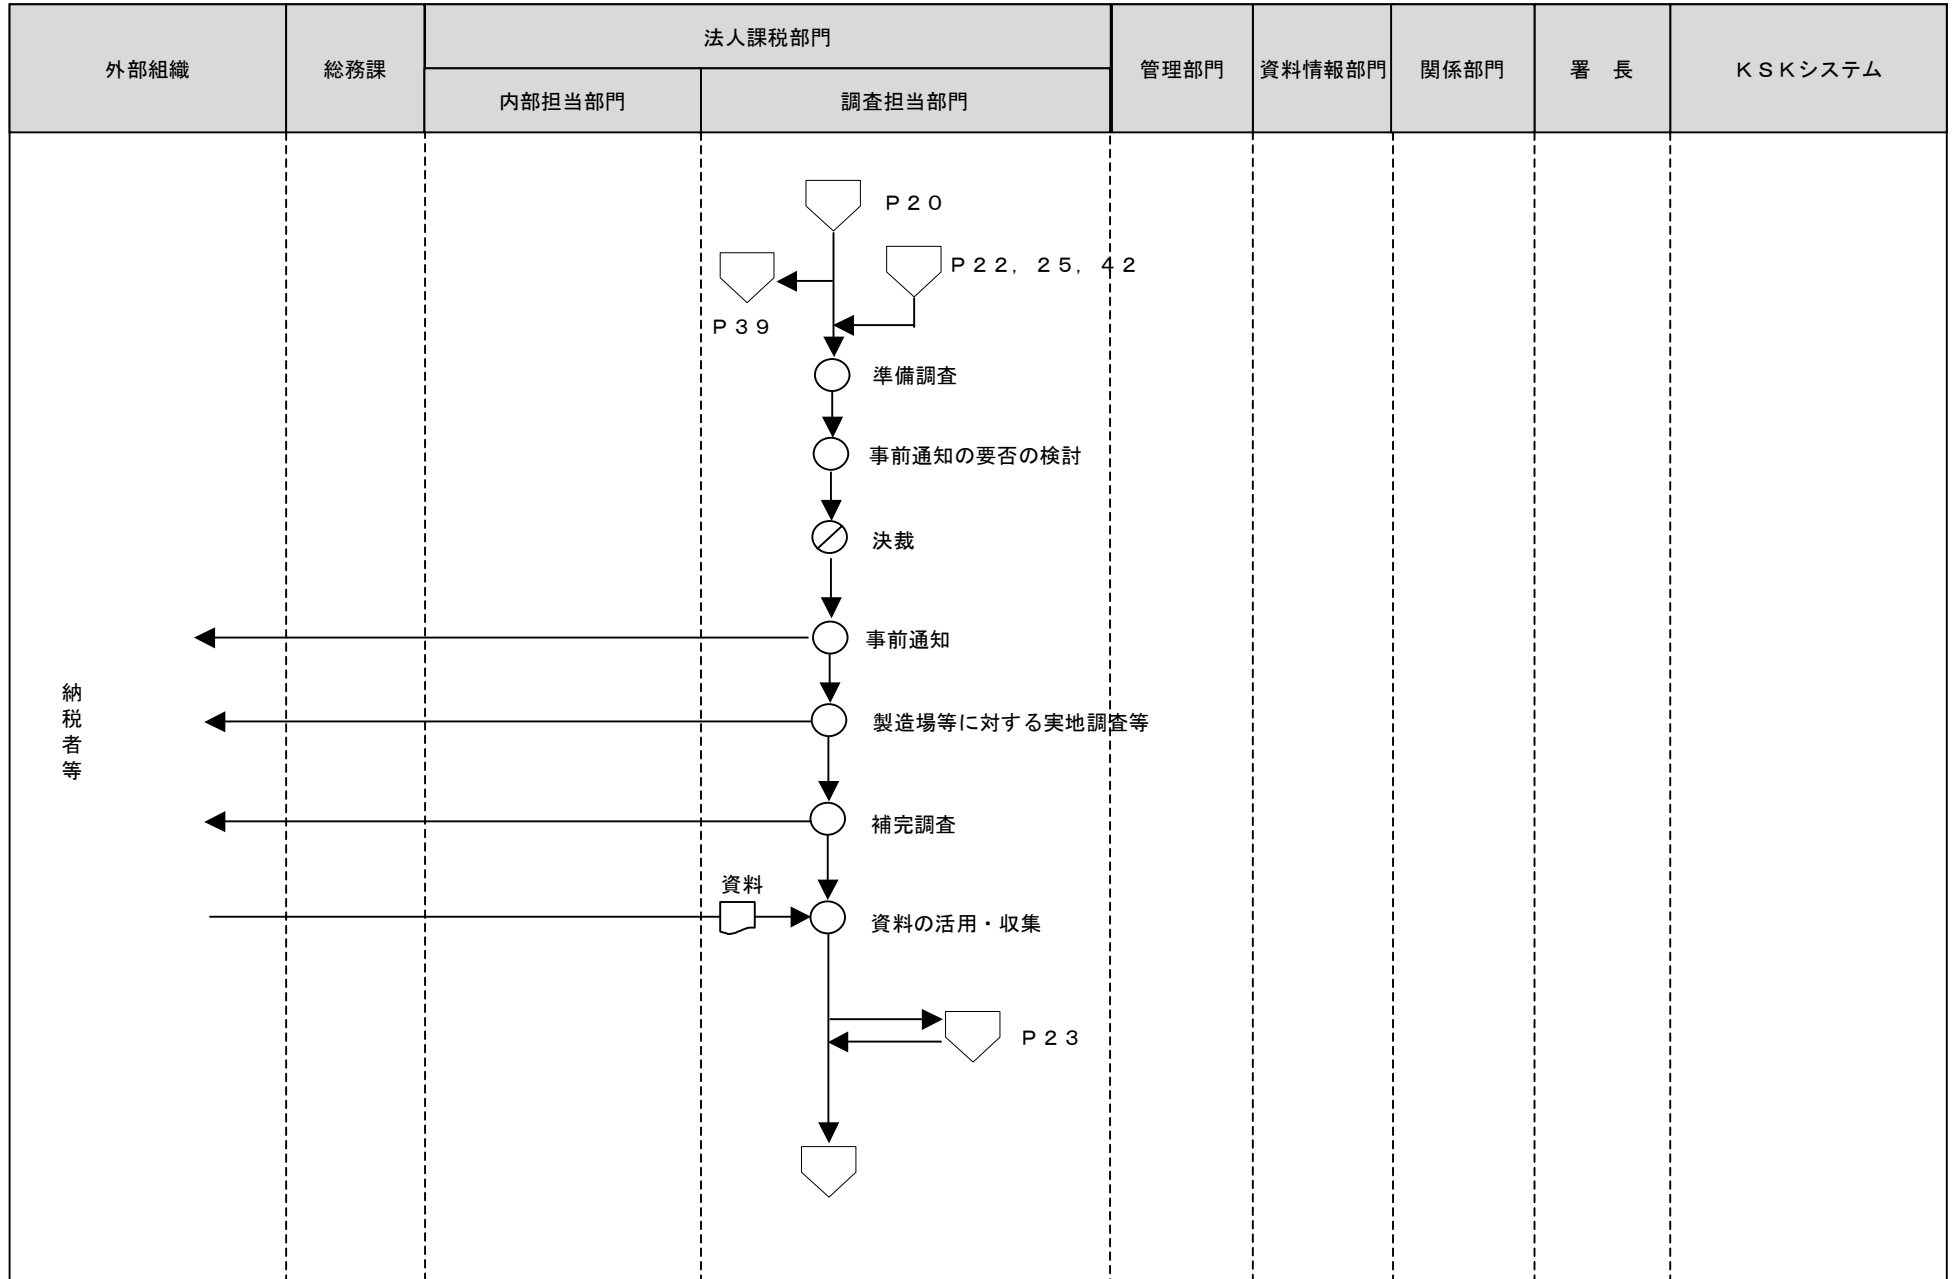 外部組織
総務課
法人課税部門
内部担当部門
調査担当部門
管理部門
資料情報部門
関係部門
署　長
ＫＳＫシステム
Ｐ２０
Ｐ２２，２５，４２
Ｐ３９
準備調査
事前通知の要否の検討
決裁
事前通知
納税者等
製造場等に対する実地調査等
補完調査
資料
資料の活用・収集
Ｐ２３